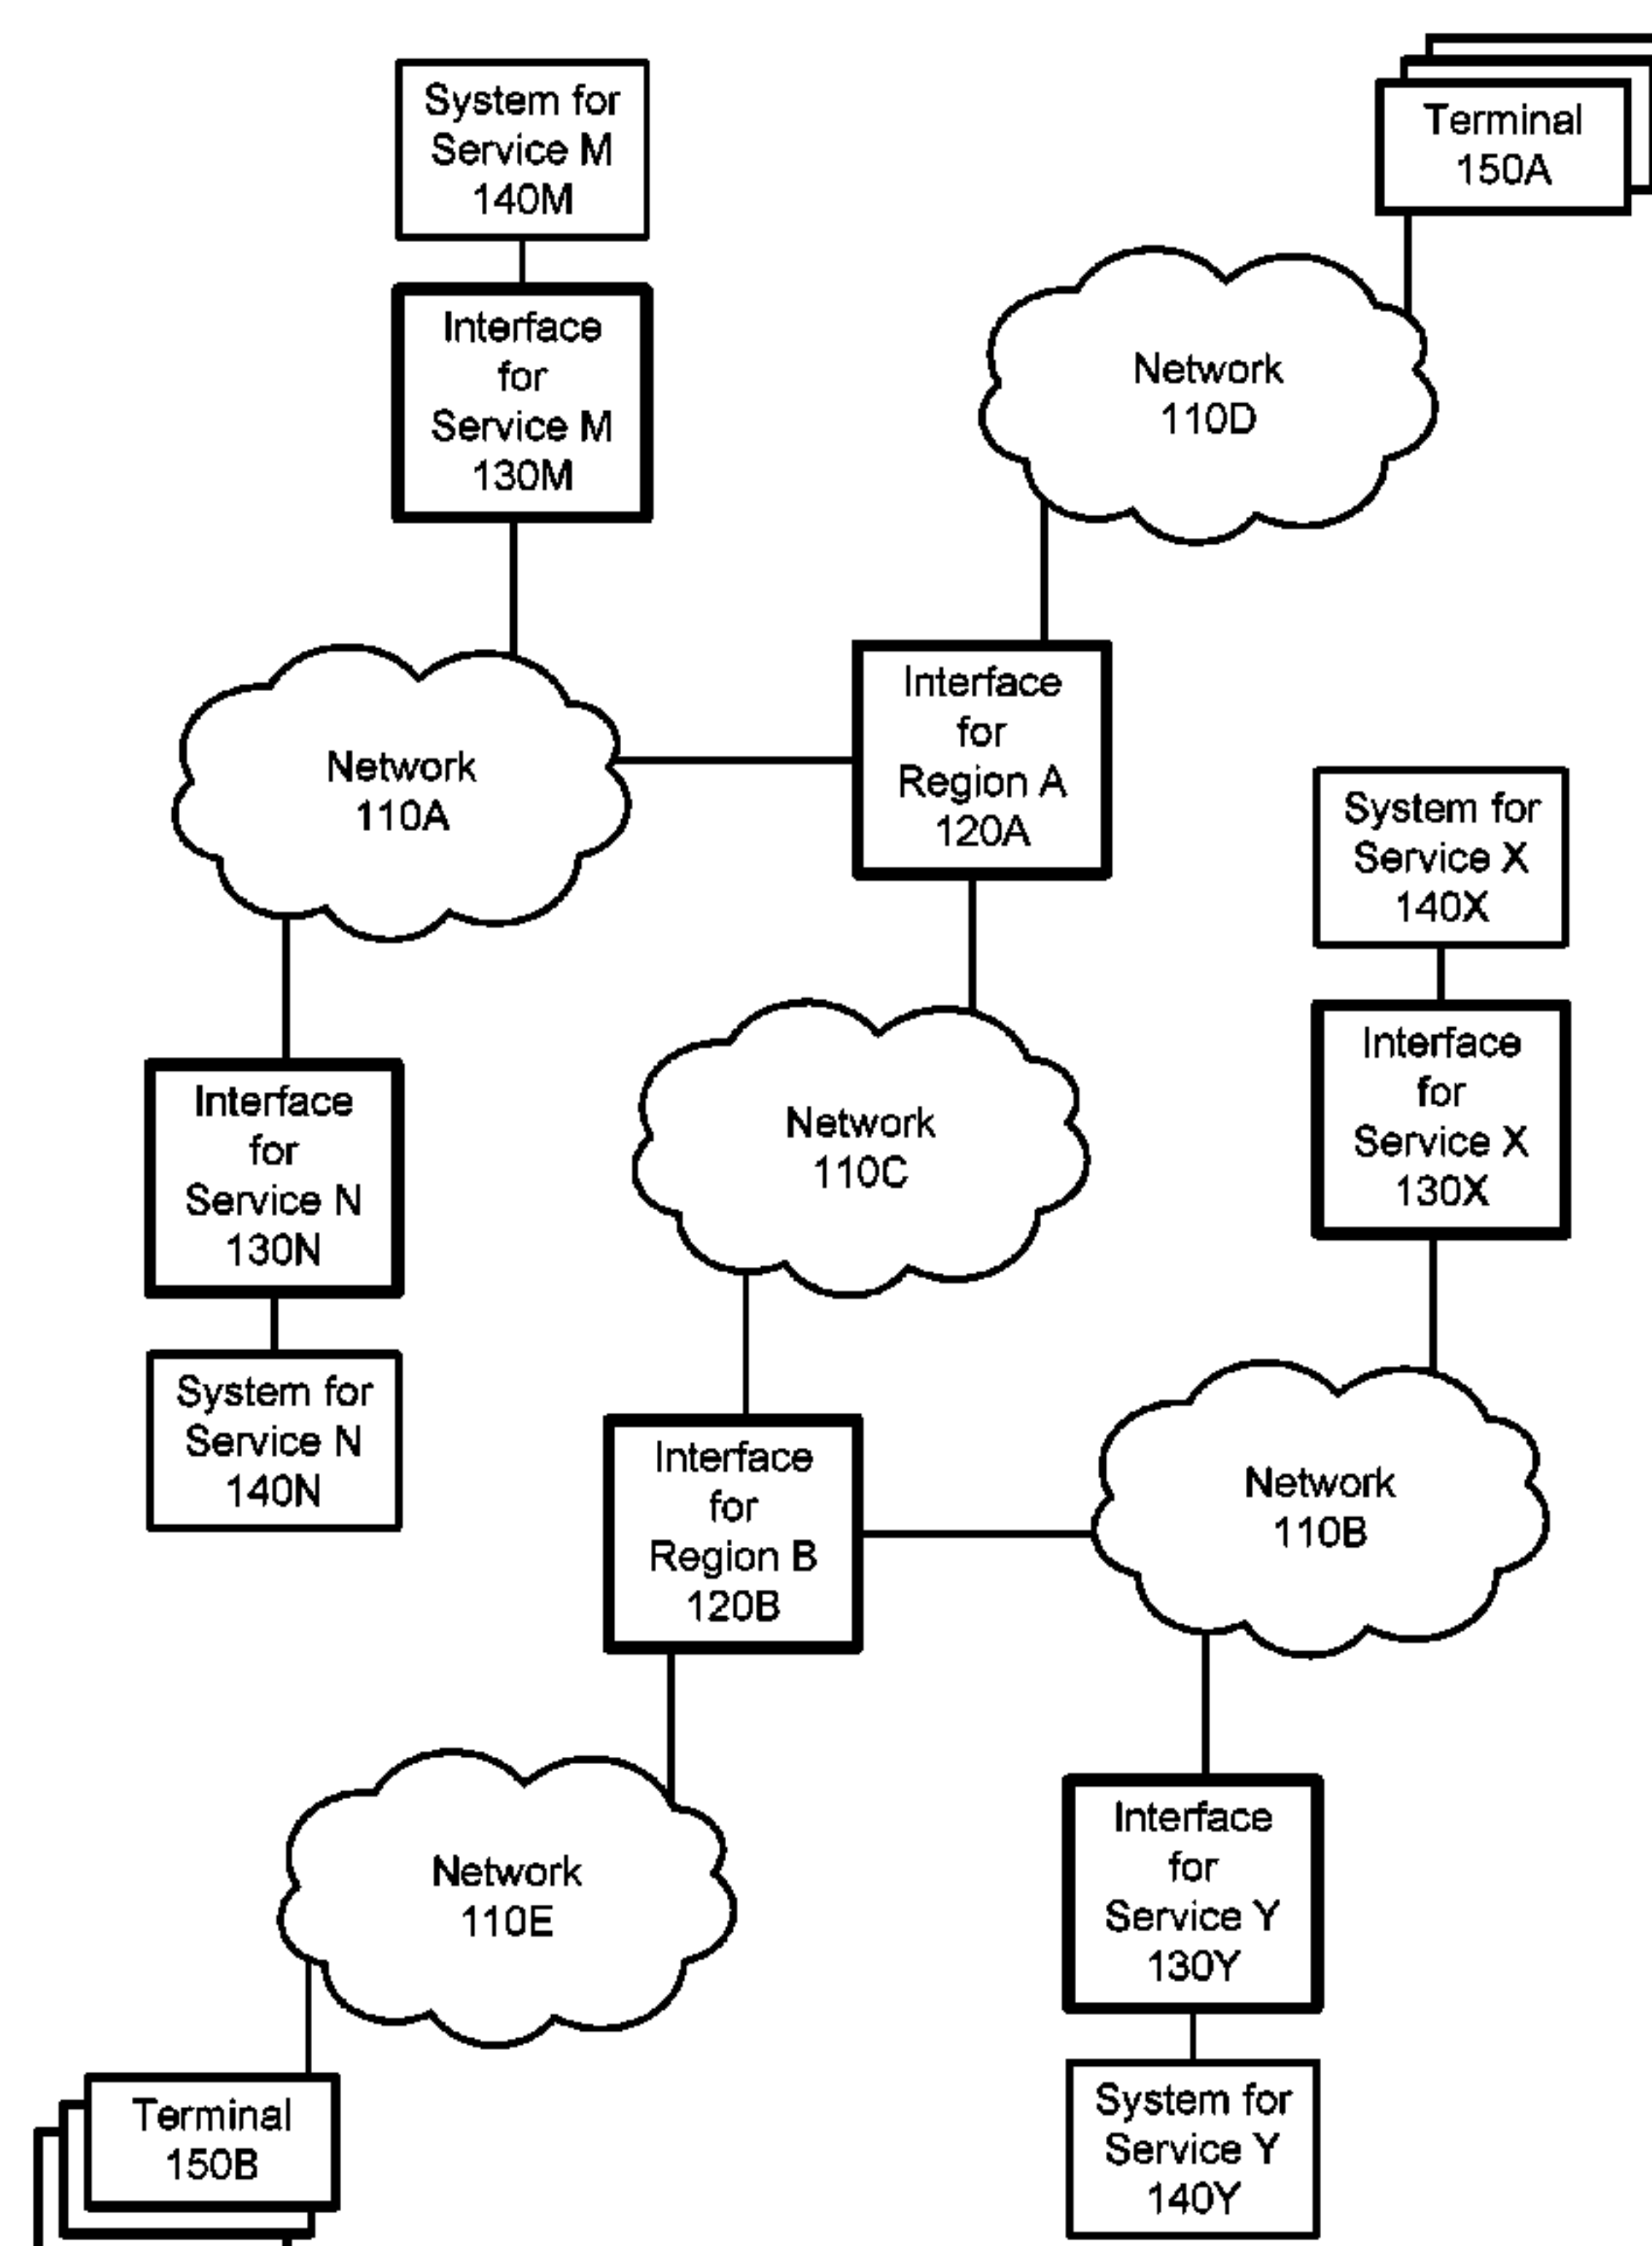 System for
Service M
140M
Terminal
150A
Interface
for
Service M
130M
Network
110D
Interface
for
Region A
120A
Network
110A
System for
Service X
140X
Interface
for
Service X
130X
Interface
for
Service N
130N
Network
110C
System for
Service N
140N
Interface
for
Region B
120B
Network
110B
Network
110E
Interface
for
Service Y
130Y
Terminal
150B
System for
Service Y
140Y